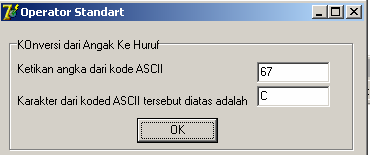 Operator Standart
KOnversi dari Angak Ke Huruf
Ketikan angka dari kode ASCII
67
Karakter dari koded ASCII tersebut diatas adalah
C
OK